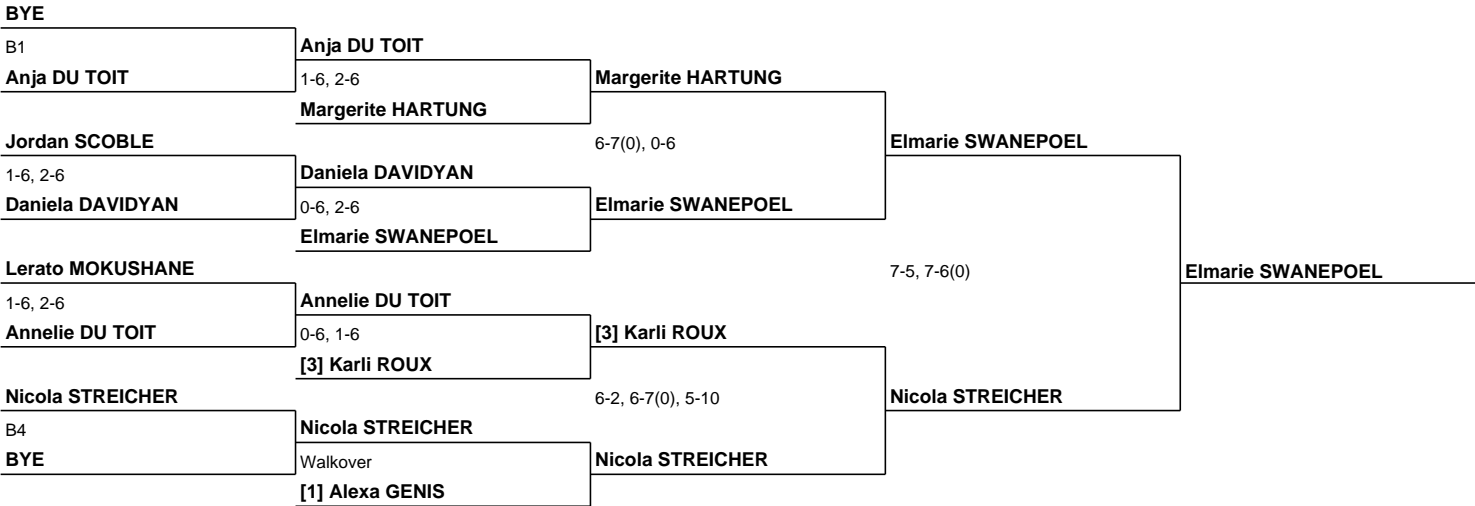 BYE
B1
Anja DU TOIT
Anja DU TOIT
1-6, 2-6
Margerite HARTUNG
Margerite HARTUNG
Jordan SCOBLE
6-7(0), 0-6
Elmarie SWANEPOEL
1-6, 2-6
Daniela DAVIDYAN
Daniela DAVIDYAN
0-6, 2-6
Elmarie SWANEPOEL
Elmarie SWANEPOEL
Lerato MOKUSHANE
7-5, 7-6(0)
Elmarie SWANEPOEL
1-6, 2-6
Annelie DU TOIT
Annelie DU TOIT
0-6, 1-6
[3] Karli ROUX
[3] Karli ROUX
Nicola STREICHER
6-2, 6-7(0), 5-10
Nicola STREICHER
B4
Nicola STREICHER
BYE
Walkover
Nicola STREICHER
[1] Alexa GENIS